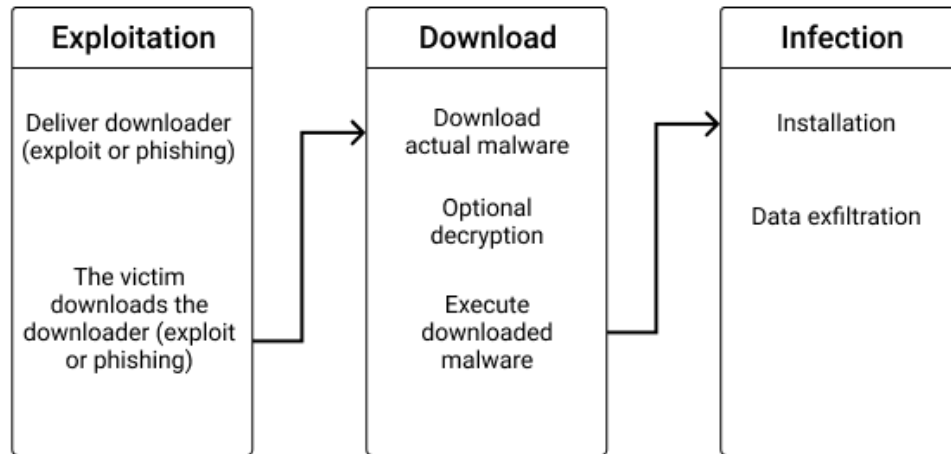 Exploitation
Deliver downloader
(exploit or phishing)
The victim
downloads the
downloader (exploit
or phishing)
Download
Download
actual malware
Optional
decryption
Execute
downloaded
malware
Infection
Installation
Data exfiltration